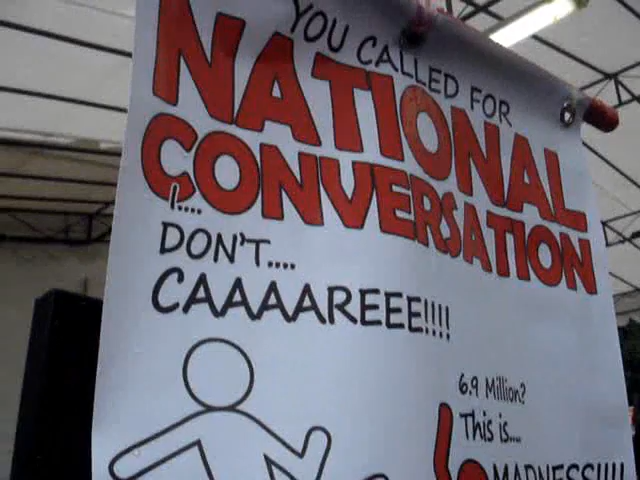 YOU CALLED FOR
NATIONAL
CONVERSATION
I....
DON'T....
CAAAAREEE!!!!
6.9 Million?
This is....
MADNESS!!!!